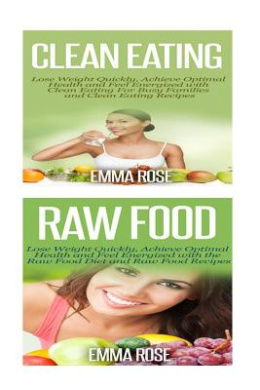 CLEAN EATING
Lose Weight Quickly, Achieve Optimal
Health and Feel Energized with
Clean Eating For Busy Families
and Clean Eating Recipes
EMMA ROSE
RAW FOOD
Lose Weight Quickly, Achieve Optimal
Health and Feel Energized with the
Raw Food Diet and Raw Food Recipes
EMMA ROSE